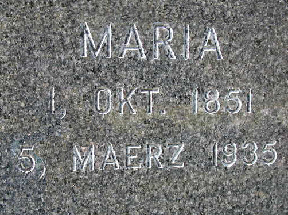 MARIA
1, OKT. 1851
5, MAERZ 1935